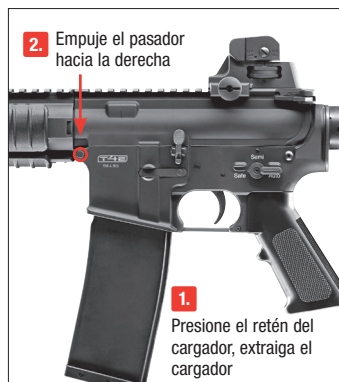 2. Empuje el pasador
hacia la derecha
T4E
Semi
Safe
Auto
1.
Presione el retén del
cargador, extraiga el
cargador